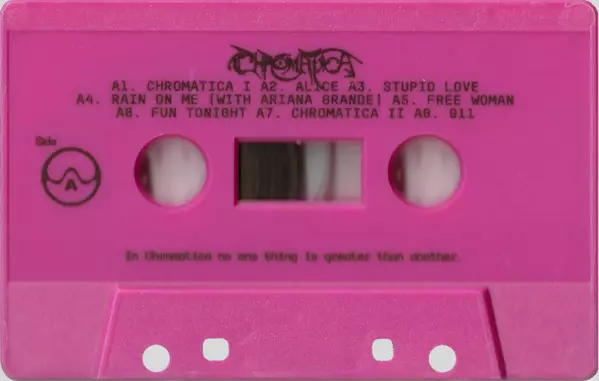 CHROMATICA
A1. CHROMATICA I A2. ALICE A3. STUPID LOVE
A4. RAIN ON ME (WITH ARIANA GRANDE) A5. FREE WOMAN
A6. FUN TONIGHT A7. CHROMATICA II A8. 911
Side
A
In Chromatica no one thing is greater than another.